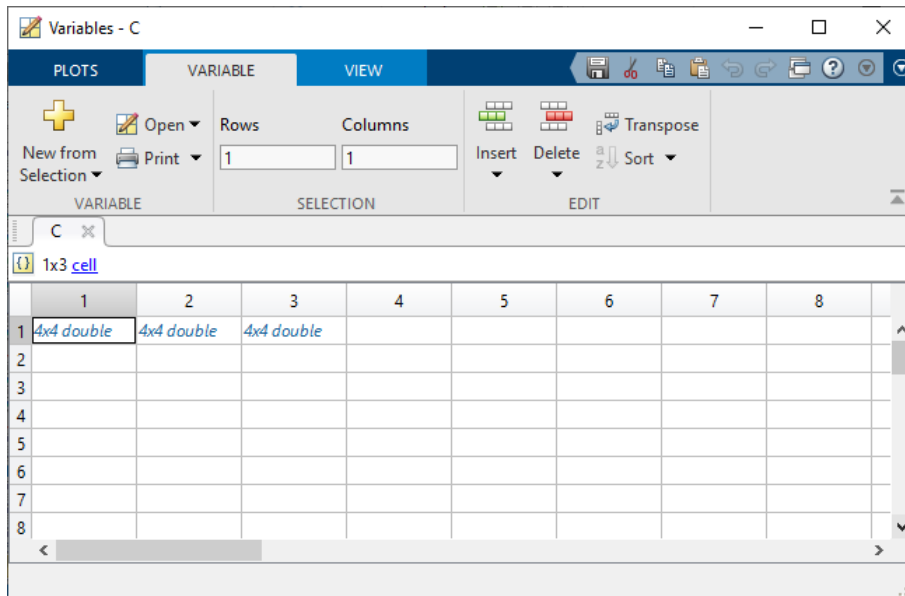 Variables - C
PLOTS VARIABLE VIEW
New from Selection
Open
Print
VARIABLE
Rows Columns
1 1
SELECTION
Insert Delete
Transpose
Sort
EDIT
C
{} 1x3 cell
1 2 3 4 5 6 7 8
1 4x4 double 4x4 double 4x4 double
2
3
4
5
6
7
8